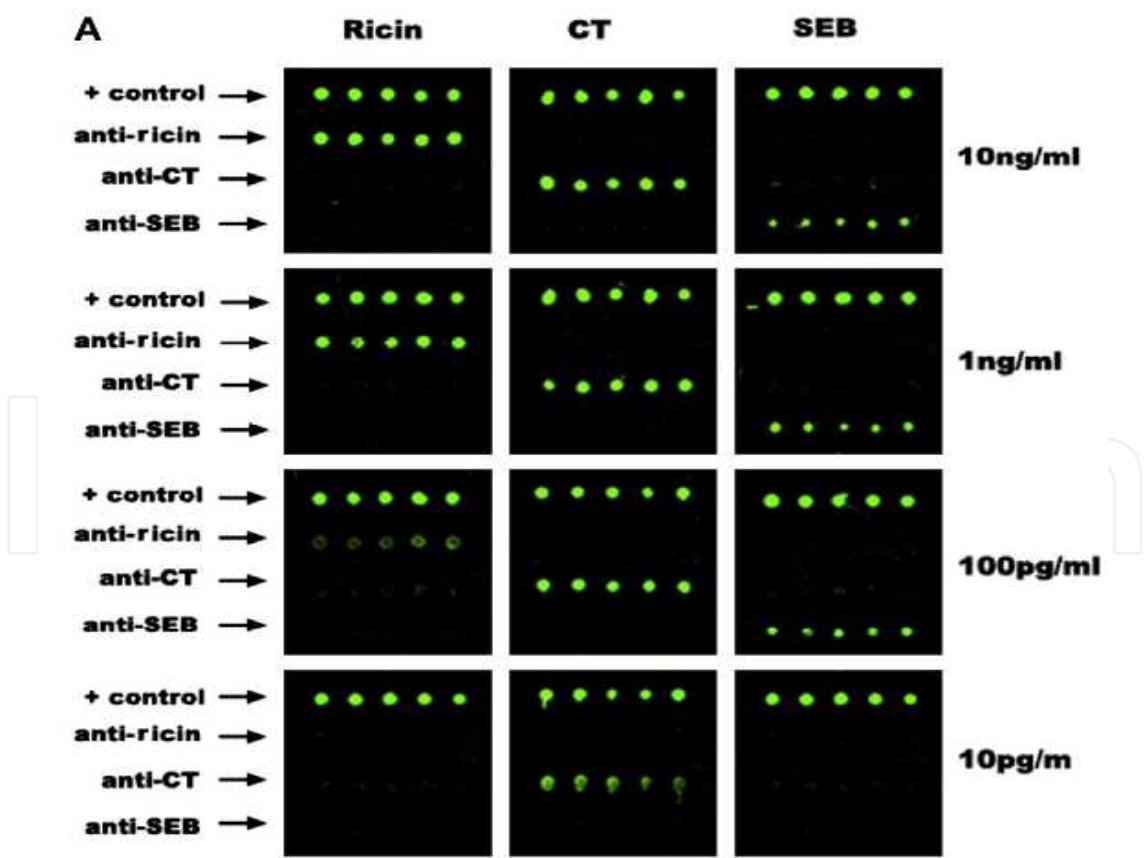 A
Ricin CT SEB
+ control
anti-ricin
anti-CT
anti-SEB
10ng/ml
+ control
anti-ricin
anti-CT
anti-SEB
1ng/ml
+ control
anti-ricin
anti-CT
anti-SEB
100pg/ml
+ control
anti-ricin
anti-CT
anti-SEB
10pg/m